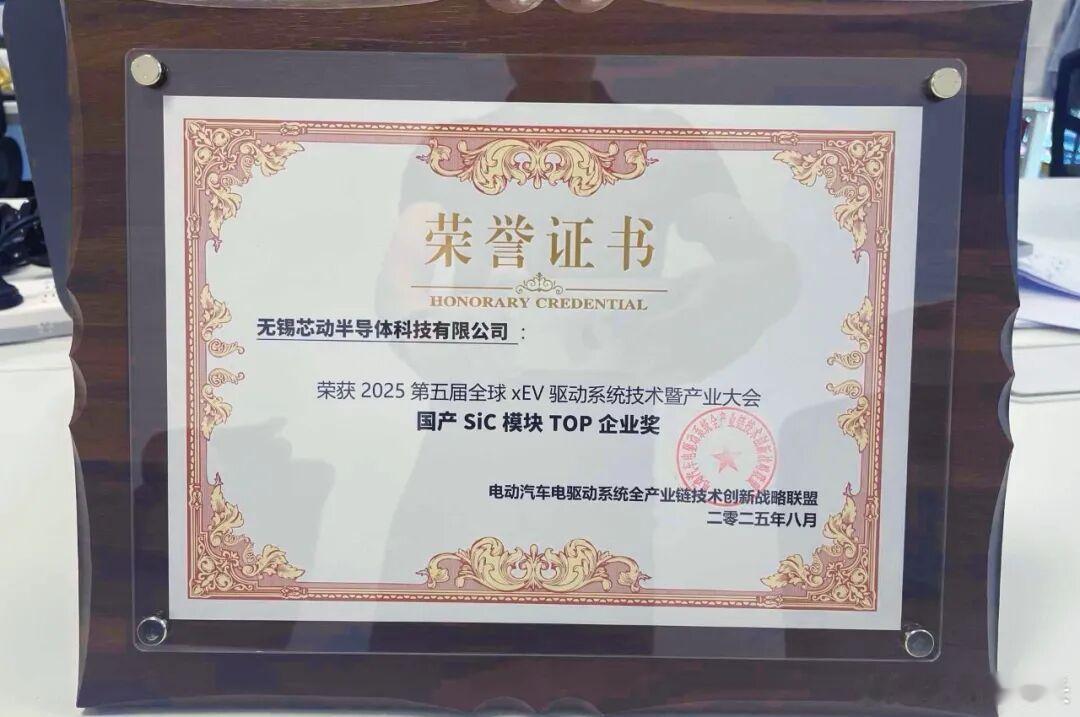 荣誉证书
HONORARY CREDENTIAL
无锡芯动半导体科技有限公司：
荣获 2025 第五届全球 xEV 驱动系统技术暨产业大会
国产 SiC 模块 TOP 企业奖
电动汽车电驱动系统全产业链技术创新战略联盟
二零二五年八月